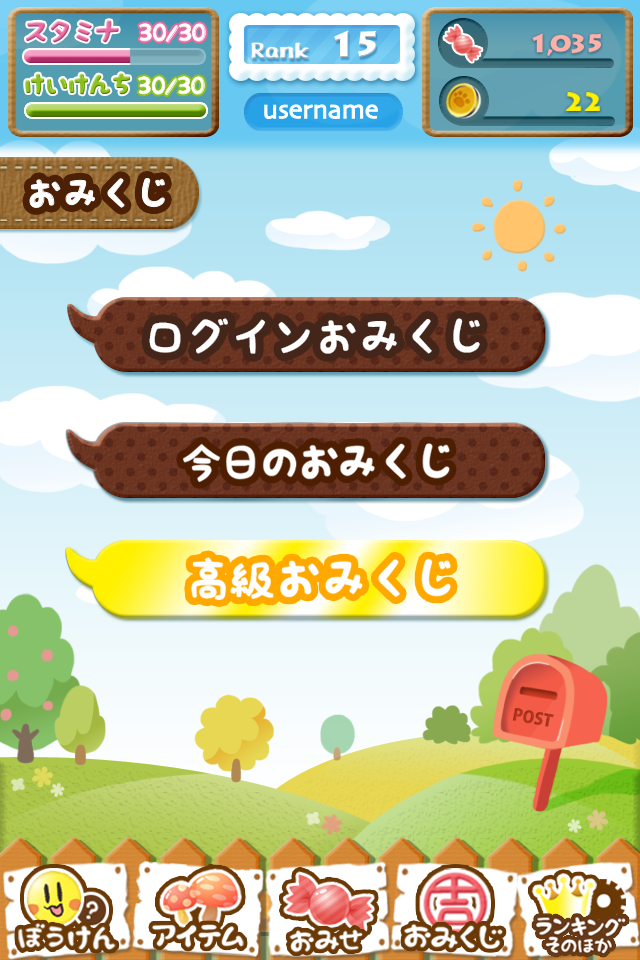 スタミナ 30/30
けいけんち 30/30
Rank 15
username
1,035
22
おみくじ
ログインおみくじ
今日のおみくじ
高級おみくじ
POST
?
吉
ぼうけん
アイテム
おみせ
おみくじ
ランキング
そのほか